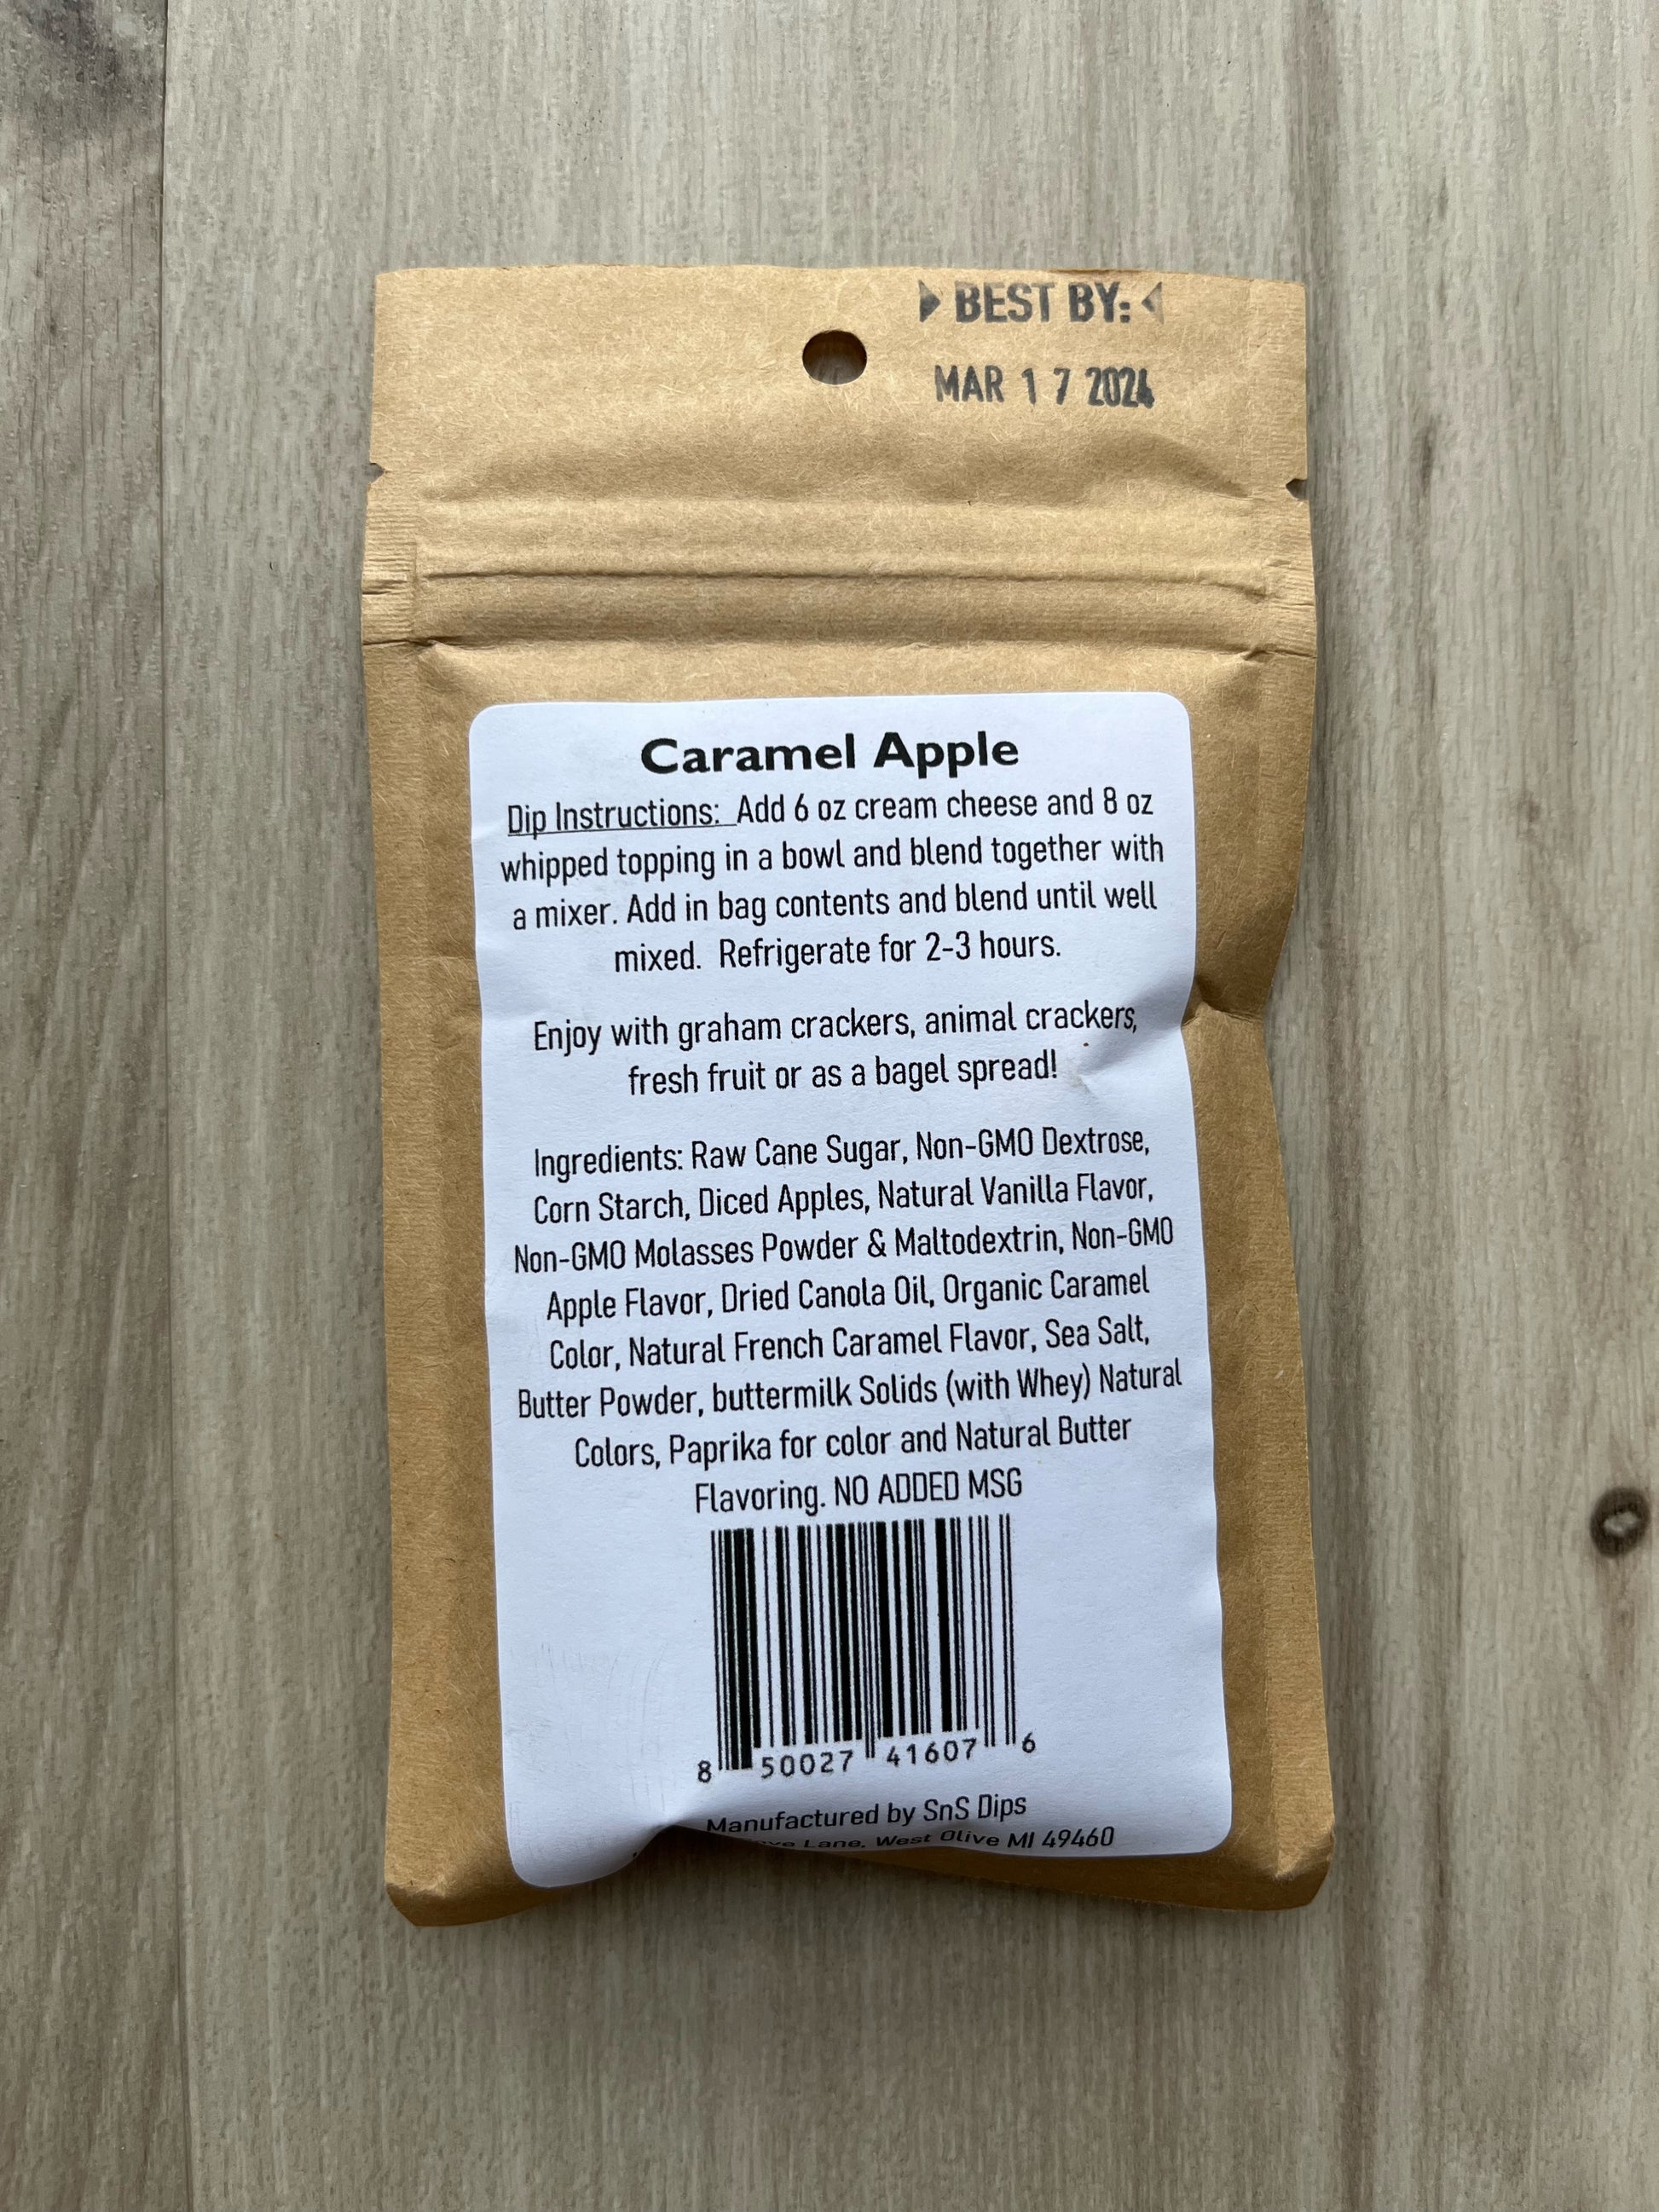 BEST BY:
MAR 17 2024
Caramel Apple
Dip Instructions: Add 6 oz cream cheese and 8 oz
whipped topping in a bowl and blend together with
a mixer. Add in bag contents and blend until well
mixed. Refrigerate for 2-3 hours.
Enjoy with graham crackers, animal crackers,
fresh fruit or as a bagel spread!
Ingredients: Raw Cane Sugar, Non-GMO Dextrose,
Corn Starch, Diced Apples, Natural Vanilla Flavor,
Non-GMO Molasses Powder & Maltodextrin, Non-GMO
Apple Flavor, Dried Canola Oil, Organic Caramel
Color, Natural French Caramel Flavor, Sea Salt,
Butter Powder, buttermilk Solids (with Whey) Natural
Colors, Paprika for color and Natural Butter
Flavoring. NO ADDED MSG
8 50027 41607 6
Manufactured by SnS Dips
Lane, West Olive MI 49460